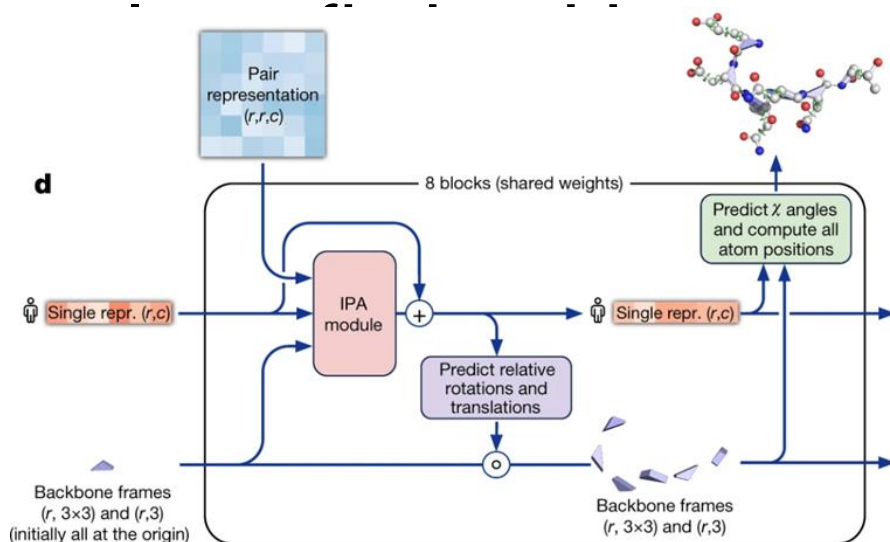 Pair
representation
(r,r,c)
d
8 blocks (shared weights)
Predict χ angles
and compute all
atom positions
Single repr. (r,c)
IPA
module
+
Single repr. (r,c)
Predict relative
rotations and
translations
Backbone frames
(r, 3×3) and (r,3)
(initially all at the origin)
Backbone frames
(r, 3×3) and (r,3)